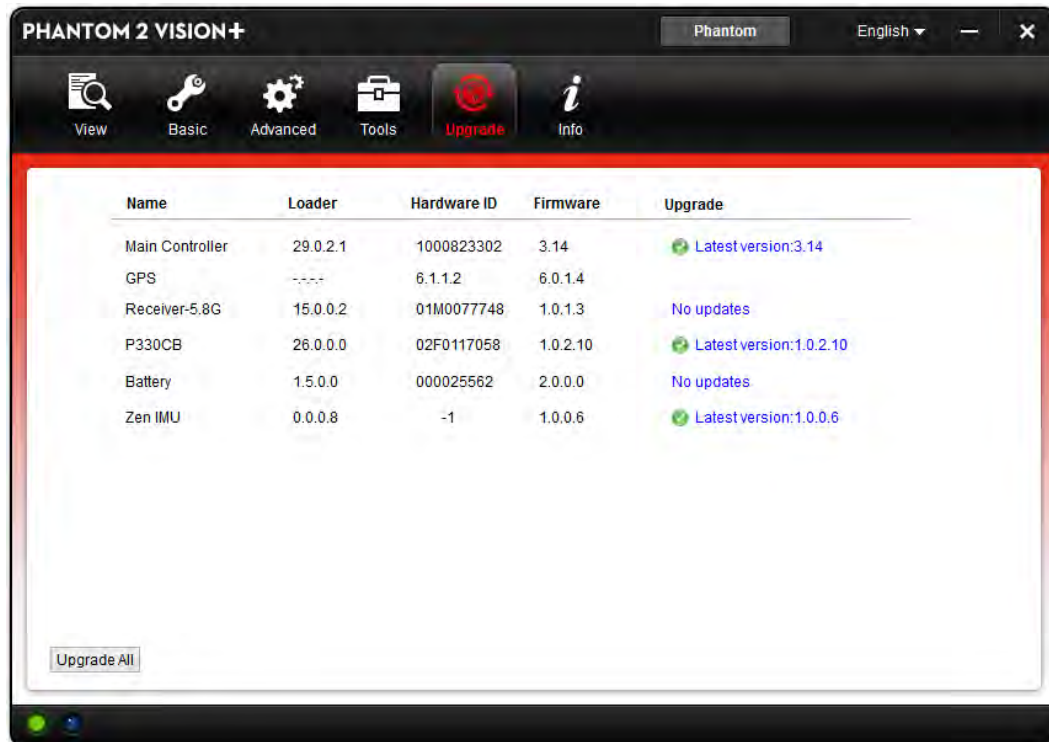 PHANTOM 2 VISION+ Phantom English
View Basic Advanced Tools Upgrade Info
Name Loader Hardware ID Firmware Upgrade
Main Controller 29.0.2.1 1000823302 3.14 Latest version:3.14
GPS -.-.-.- 6.1.1.2 6.0.1.4
Receiver-5.8G 15.0.0.2 01M0077748 1.0.1.3 No updates
P330CB 26.0.0.0 02F0117058 1.0.2.10 Latest version:1.0.2.10
Battery 1.5.0.0 000025562 2.0.0.0 No updates
Zen IMU 0.0.0.8 -1 1.0.0.6 Latest version:1.0.0.6
Upgrade All